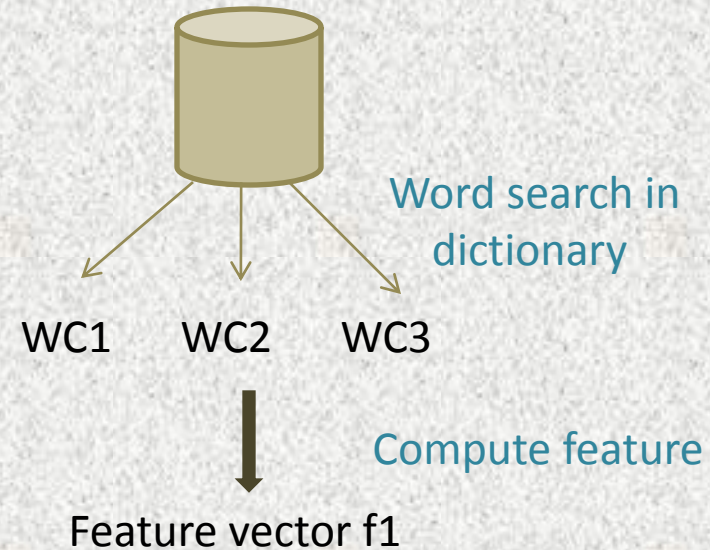 Word search in
dictionary
WC1 WC2 WC3
Compute feature
Feature vector f1